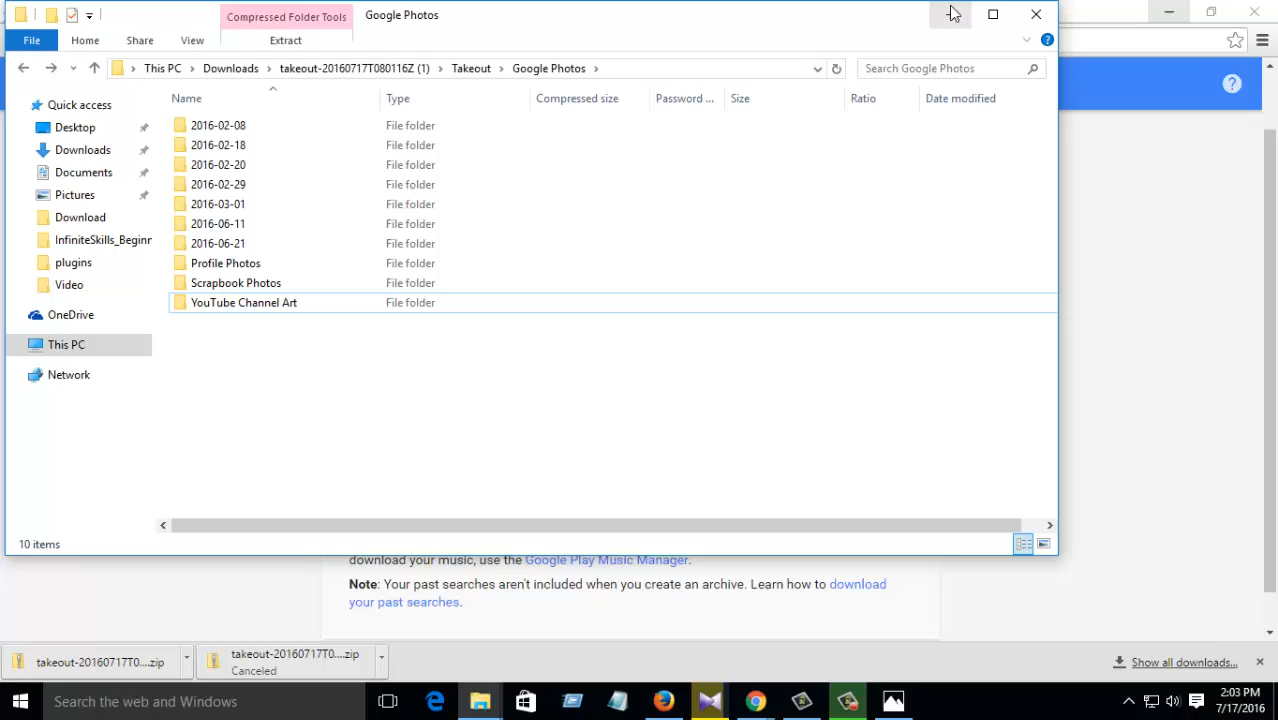 Compressed Folder Tools Google Photos
File Home Share View Extract
This PC Downloads takeout-20160717T080116Z (1) Takeout Google Photos Search Google Photos
Name Type Compressed size Password ... Size Ratio Date modified
Quick access
Desktop
Downloads
Documents
Pictures
Download
InfiniteSkills_Beginn
plugins
Video
OneDrive
This PC
Network
2016-02-08 File folder
2016-02-18 File folder
2016-02-20 File folder
2016-02-29 File folder
2016-03-01 File folder
2016-06-11 File folder
2016-06-21 File folder
Profile Photos File folder
Scrapbook Photos File folder
YouTube Channel Art File folder
10 items
download your music, use the Google Play Music Manager.
Note: Your past searches aren't included when you create an archive. Learn how to download
your past searches.
takeout-20160717T0....zip
takeout-20160717T0....zip
Canceled
Show all downloads...
Search the web and Windows
2:03 PM
7/17/2016